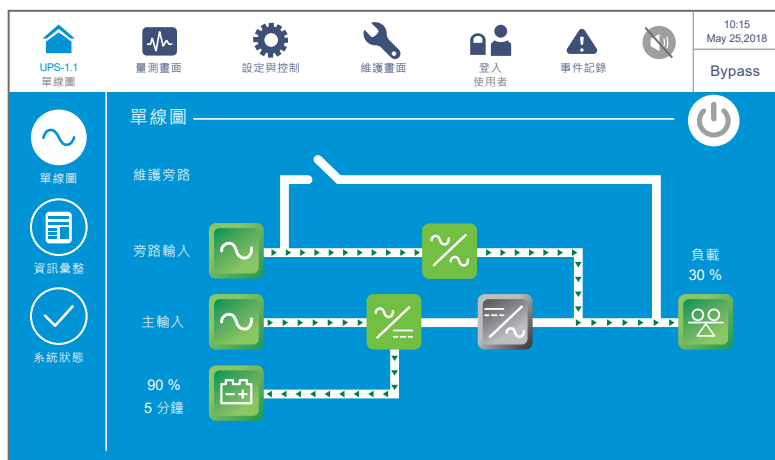 10:15
May 25,2018
Bypass
UPS-1.1
單線圖
量測畫面
設定與控制
維護畫面
登入
使用者
事件記錄
單線圖
資訊彙整
系統狀態
單線圖
維護旁路
旁路輸入
負載
30 %
主輸入
90 %
5 分鐘